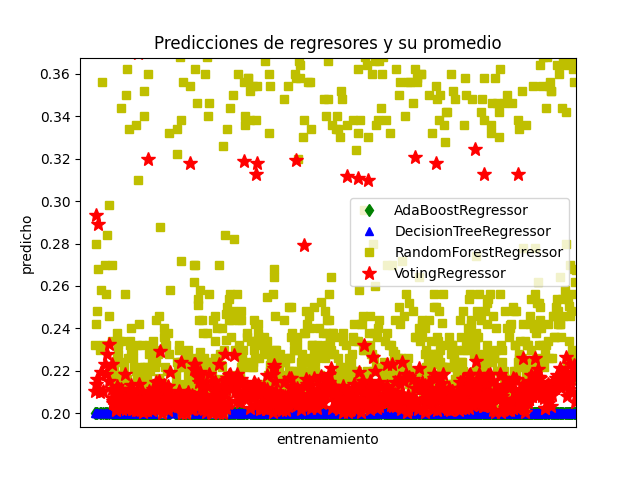 Predicciones de regresores y su promedio
predicho
0.36
0.34
0.32
0.30
0.28
0.26
0.24
0.22
0.20
AdaBoostRegressor
DecisionTreeRegressor
RandomForestRegressor
VotingRegressor
entrenamiento